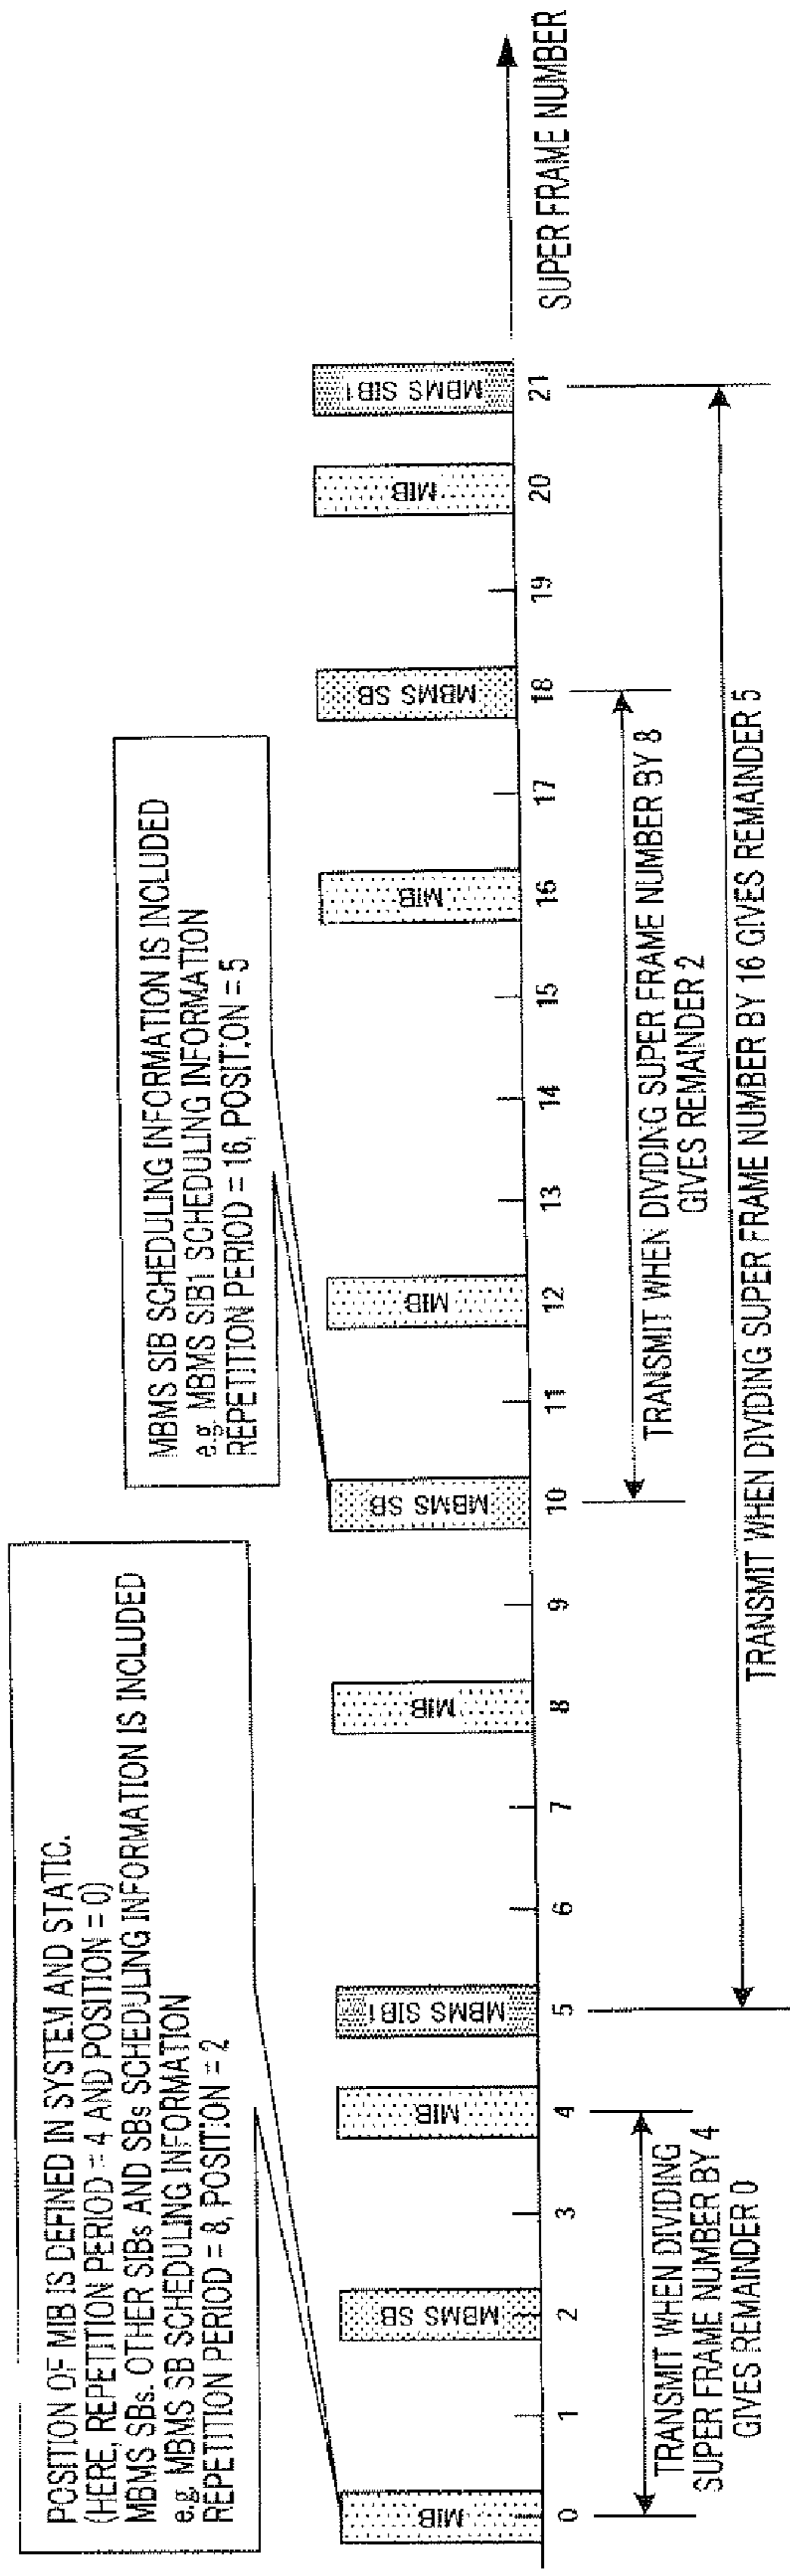 POSITION OF MIB IS DEFINED IN SYSTEM AND STATIC.
(HERE, REPETITION PERIOD = 4 AND POSITION = 0)
MBMS SBs. OTHER SIBs AND SBs SCHEDULING INFORMATION IS INCLUDED
e.g. MBMS SB SCHEDULING INFORMATION
REPETITION PERIOD = 8, POSITION = 2
MBMS SIB SCHEDULING INFORMATION IS INCLUDED
e.g. MBMS SIB1 SCHEDULING INFORMATION
REPETITION PERIOD = 16, POSITION = 5
MIB
MBMS SB
MIB
MBMS SIB1
MIB
MBMS SB
MIB
MIB
MBMS SB
MIB
MBMS SIB1
0 1 2 3 4 5 6 7 8 9 10 11 12 13 14 15 16 17 18 19 20 21
SUPER FRAME NUMBER
TRANSMIT WHEN DIVIDING
SUPER FRAME NUMBER BY 4
GIVES REMAINDER 0
TRANSMIT WHEN DIVIDING SUPER FRAME NUMBER BY 8
GIVES REMAINDER 2
TRANSMIT WHEN DIVIDING SUPER FRAME NUMBER BY 16 GIVES REMAINDER 5